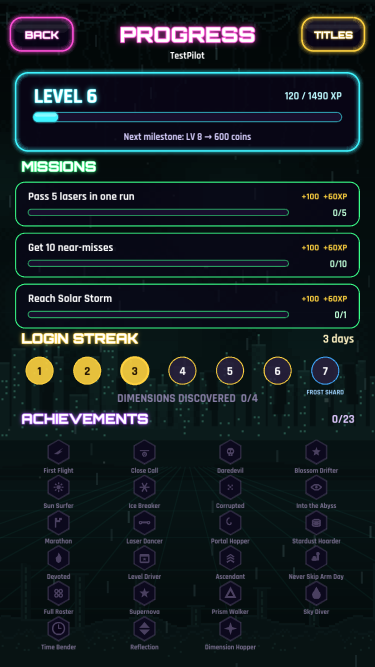 BACK
PROGRESS
TITLES
TestPilot
LEVEL 6
120 / 1490 XP
Next milestone: LV 8 → 600 coins
MISSIONS
Pass 5 lasers in one run
+100 +60XP
0/5
Get 10 near-misses
+100 +60XP
0/10
Reach Solar Storm
+100 +60XP
0/1
LOGIN STREAK
3 days
1 2 3 4 5 6 7
FROST SHARD
DIMENSIONS DISCOVERED 0/4
ACHIEVEMENTS
0/23
First Flight Close Call Daredevil Blossom Drifter
Sun Surfer Ice Breaker Corrupted Into the Abyss
Marathon Laser Dancer Portal Hopper Stardust Hoarder
Devoted Level Driver Ascendant Never Skip Arm Day
Full Roster Supernova Prism Walker Sky Diver
Time Bender Reflection Dimension Hopper